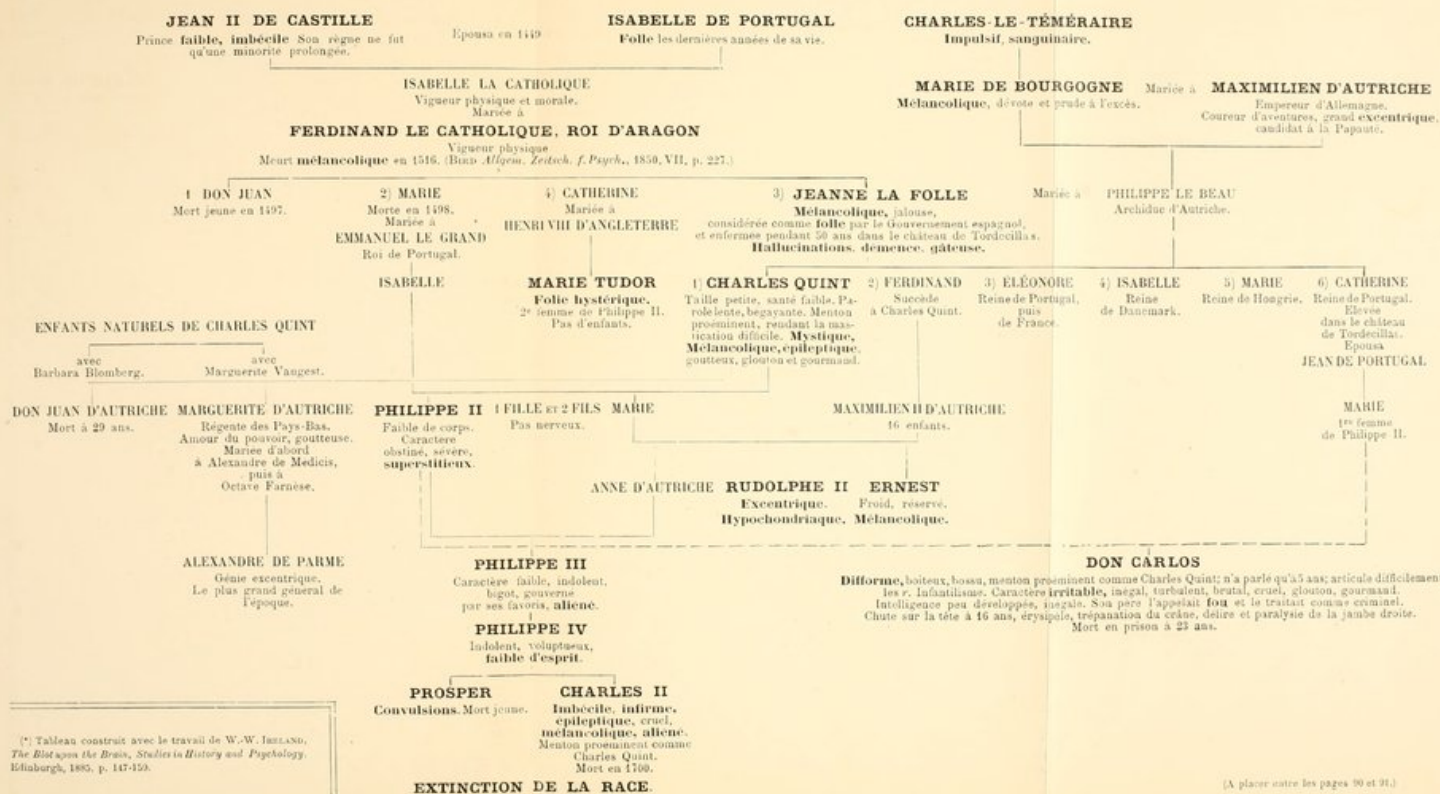 JEAN II DE CASTILLE
Prince faible, imbécile Son règne ne fut
qu'une minorité prolongée.
Epousa en 1449
ISABELLE DE PORTUGAL
Folle les dernières années de sa vie.
CHARLES-LE-TÉMÉRAIRE
Impulsif, sanguinaire.
ISABELLE LA CATHOLIQUE
Vigueur physique et morale.
Mariée à
FERDINAND LE CATHOLIQUE, ROI D'ARAGON
Vigueur physique
Meurt mélancolique en 1516. (BIRD Allgem. Zeitsch. f. Psych., 1850, VII, p. 227.)
MARIE DE BOURGOGNE
Mélancolique, dévote et prude à l'excès.
Mariée à
MAXIMILIEN D'AUTRICHE
Empereur d'Allemagne.
Coureur d'aventures, grand excentrique,
candidat à la Papauté.
1 DON JUAN
Mort jeune en 1497.
2) MARIE
Morte en 1498.
Mariée à
EMMANUEL LE GRAND
Roi de Portugal.
4) CATHERINE
Mariée à
HENRI VIII D'ANGLETERRE
3) JEANNE LA FOLLE
Mélancolique, jalouse,
considérée comme folle par le Gouvernement espagnol,
et enfermée pendant 50 ans dans le château de Tordecillas.
Hallucinations, démence, gâteuse.
Mariée à
PHILIPPE LE BEAU
Archiduc d'Autriche.
ISABELLE
MARIE TUDOR
Folie hystérique.
2e femme de Philippe II.
Pas d'enfants.
1) CHARLES QUINT
Taille petite, santé faible. Pa-
role lente, bégayante. Menton
proéminent, rendant la mas-
tication difficile. Mystique,
Mélancolique, épileptique,
goutteux, glouton et gourmand.
2) FERDINAND
Succède
à Charles Quint.
3) ÉLÉONORE
Reine de Portugal,
puis
de France.
4) ISABELLE
Reine
de Danemark.
5) MARIE
Reine de Hongrie.
6) CATHERINE
Reine de Portugal.
Elevée
dans le château
de Tordecillas.
Epousa
JEAN DE PORTUGAL
ENFANTS NATURELS DE CHARLES QUINT
avec
Barbara Blomberg.
avec
Marguerite Vangest.
DON JUAN D'AUTRICHE
Mort à 29 ans.
MARGUERITE D'AUTRICHE
Régente des Pays-Bas.
Amour du pouvoir, goutteuse.
Mariée d'abord
à Alexandre de Medicis,
puis à
Octave Farnèse.
PHILIPPE II
Faible de corps.
Caractère
obstiné, sévère,
superstitieux.
1 FILLE ET 2 FILS
Pas nerveux.
MARIE
MAXIMILIEN II D'AUTRICHE
16 enfants.
MARIE
1re femme
de Philippe II.
ANNE D'AUTRICHE
RUDOLPHE II
Excentrique.
Hypochondriaque.
ERNEST
Froid, réservé.
Mélancolique.
ALEXANDRE DE PARME
Génie excentrique.
Le plus grand général de
l'époque.
PHILIPPE III
Caractère faible, indolent,
bigot, gouverné
par ses favoris, aliéné.
DON CARLOS
Difforme, boiteux, bossu, menton proéminent comme Charles Quint; n'a parlé qu'à 5 ans; articule difficilemen
les r. Infantilisme. Caractère irritable, inégal, turbulent, brutal, cruel, glouton, gourmand.
Intelligence peu développée, inégale. Son père l'appelait fou et le traitait comme criminel.
Chute sur la tête à 16 ans, érysipèle, trépanation du crâne, délire et paralysie de la jambe droite.
Mort en prison à 23 ans.
PHILIPPE IV
Indolent, voluptueux,
faible d'esprit.
PROSPER
Convulsions. Mort jeune.
CHARLES II
Imbécile, infirme,
épileptique, cruel,
mélancolique, aliéné.
Menton proéminent comme
Charles Quint.
Mort en 1700.
EXTINCTION DE LA RACE.
(*) Tableau construit avec le travail de W.-W. IRELAND,
The Blot upon the Brain, Studies in History and Psychology.
Edinburgh, 1885, p. 147-159.
(A placer entre les pages 90 et 91.)